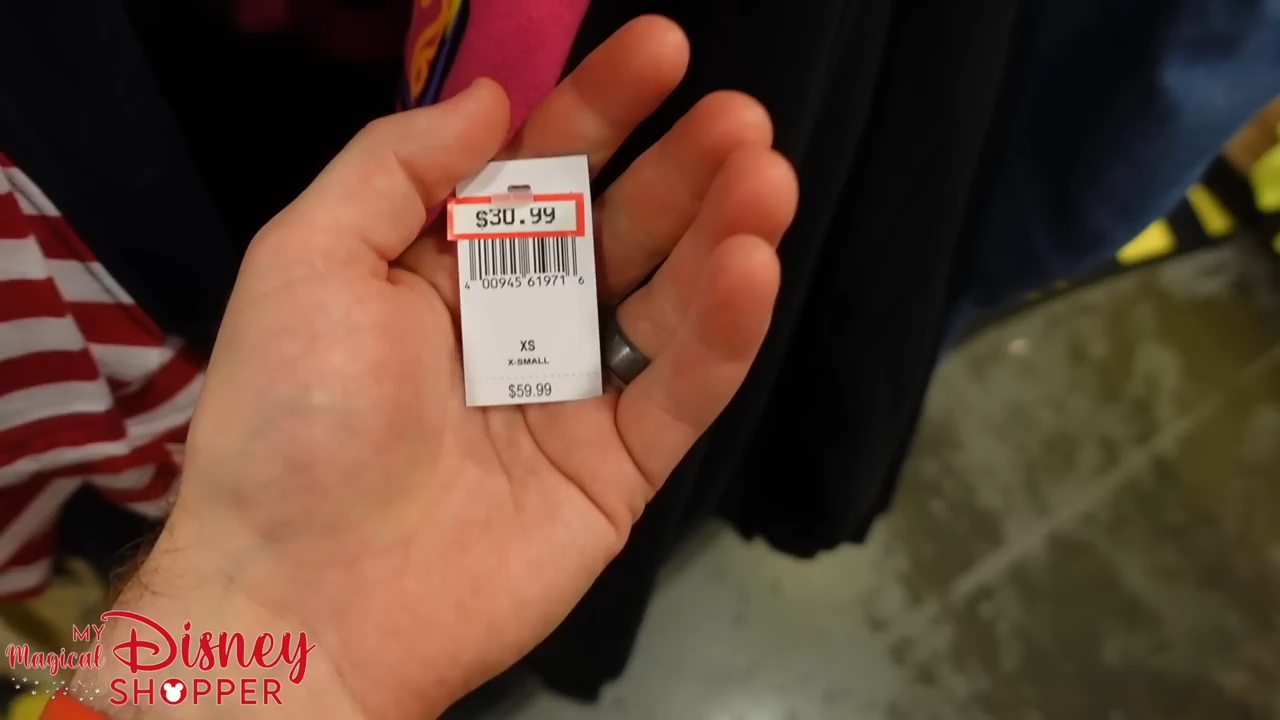 $30.99
4 00945 61971 6
XS
X-SMALL
$59.99
MY
Magical Disney
SHOPPER